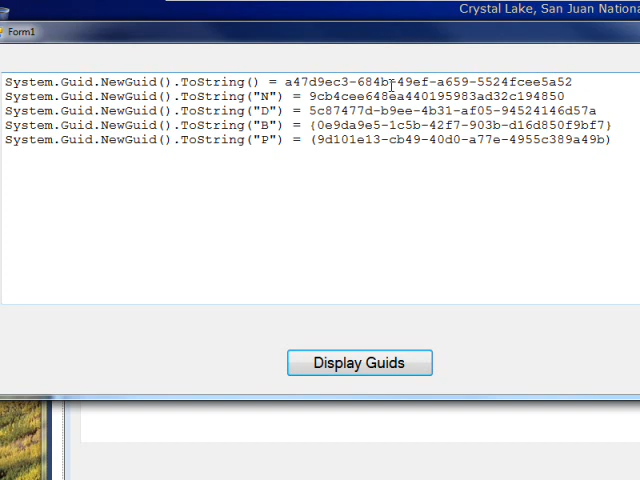 Crystal Lake, San Juan Nationa
Form1
System.Guid.NewGuid().ToString() = a47d9ec3-684b-49ef-a659-5524fcee5a52
System.Guid.NewGuid().ToString("N") = 9cb4cee648ea440195983ad32c194850
System.Guid.NewGuid().ToString("D") = 5c87477d-b9ee-4b31-af05-94524146d57a
System.Guid.NewGuid().ToString("B") = {0e9da9e5-1c5b-42f7-903b-d16d850f9bf7}
System.Guid.NewGuid().ToString("P") = (9d101e13-cb49-40d0-a77e-4955c389a49b)
Display Guids